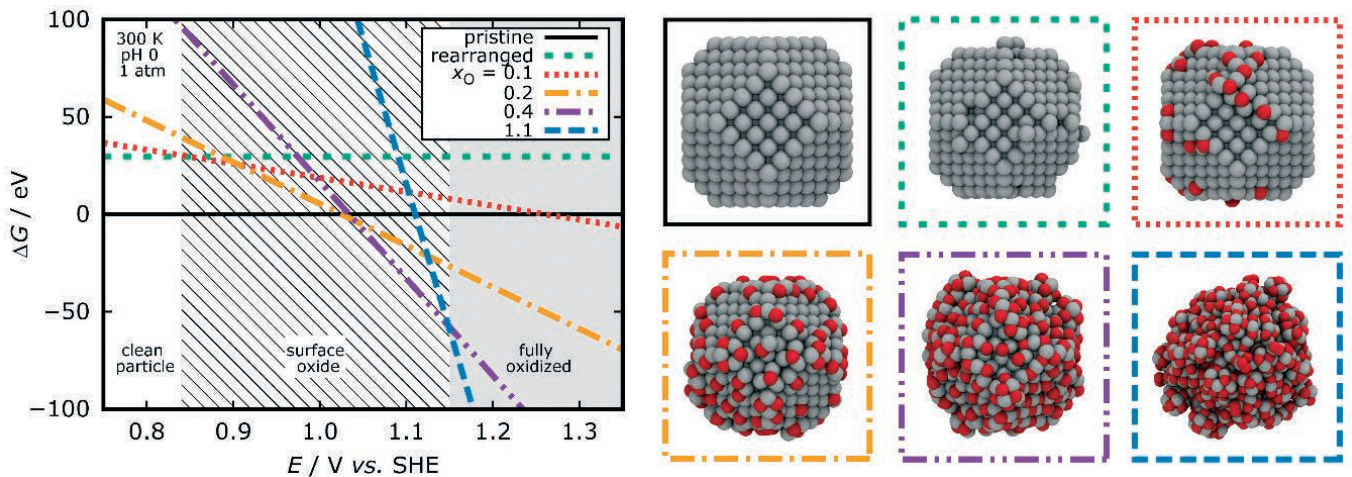 100
50
0
−50
−100
ΔG / eV
300 K
pH 0
1 atm
pristine
rearranged
xO = 0.1
0.2
0.4
1.1
clean
particle
surface
oxide
fully
oxidized
0.8 0.9 1.0 1.1 1.2 1.3
E / V vs. SHE